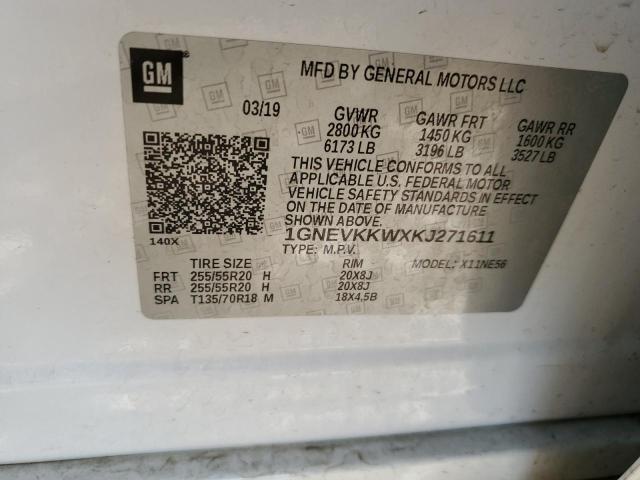 GM
MFD BY GENERAL MOTORS LLC
03/19 GVWR GAWR FRT GAWR RR
2800 KG 1450 KG 1600 KG
6173 LB 3196 LB 3527 LB
THIS VEHICLE CONFORMS TO ALL
APPLICABLE U.S. FEDERAL MOTOR
VEHICLE SAFETY STANDARDS IN EFFECT
ON THE DATE OF MANUFACTURE
SHOWN ABOVE.
1GNEVKKWXKJ271611
140X TYPE: M.P.V. MODEL: X11NE56
TIRE SIZE RIM
FRT 255/55R20 H 20X8J
RR 255/55R20 H 20X8J
SPA T135/70R18 M 18X4.5B